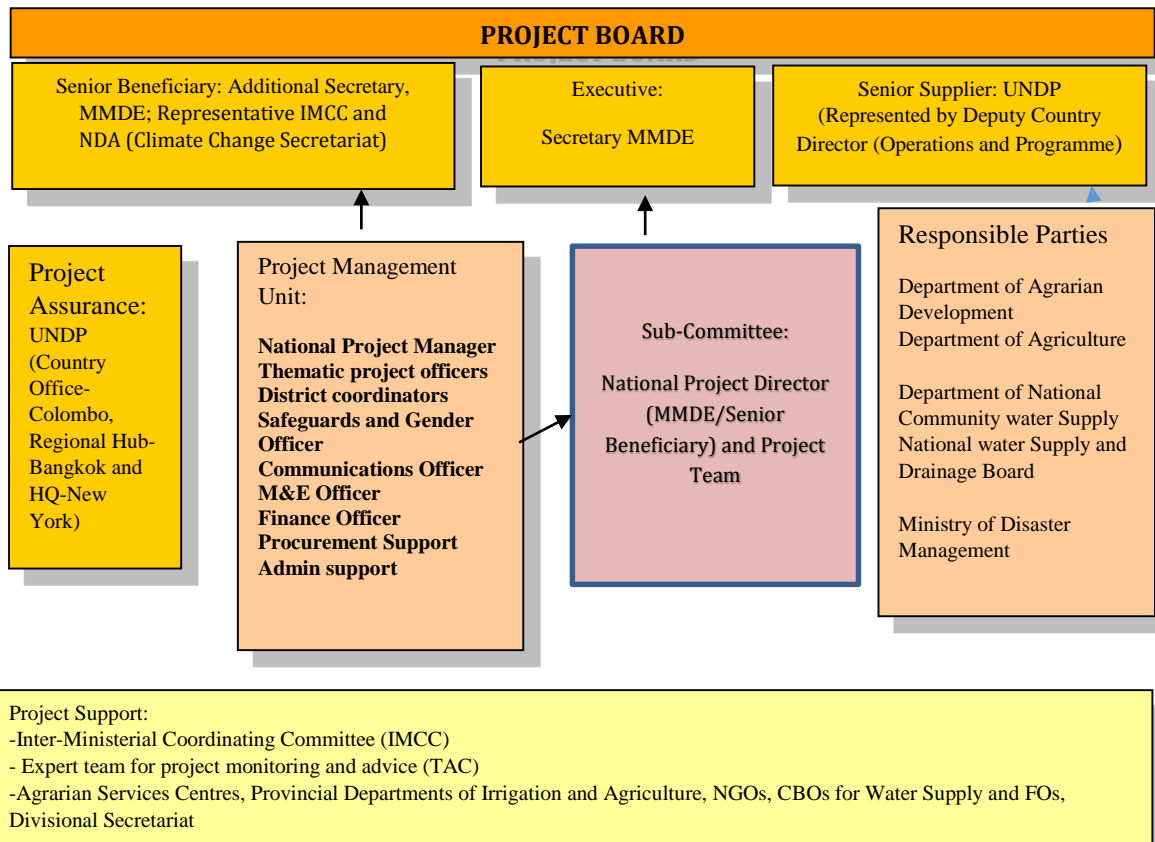 PROJECT BOARD
Senior Beneficiary: Additional Secretary,
MMDE; Representative IMCC and
NDA (Climate Change Secretariat)
Executive:
Secretary MMDE
Senior Supplier: UNDP
(Represented by Deputy Country
Director (Operations and Programme)
Project
Assurance:
UNDP
(Country
Office-
Colombo,
Regional Hub-
Bangkok and
HQ-New
York)
Project Management
Unit:
National Project Manager
Thematic project officers
District coordinators
Safeguards and Gender
Officer
Communications Officer
M&E Officer
Finance Officer
Procurement Support
Admin support
Sub-Committee:
National Project Director
(MMDE/Senior
Beneficiary) and Project
Team
Responsible Parties
Department of Agrarian
Development
Department of Agriculture
Department of National
Community water Supply
National water Supply and
Drainage Board
Ministry of Disaster
Management
Project Support:
-Inter-Ministerial Coordinating Committee (IMCC)
- Expert team for project monitoring and advice (TAC)
-Agrarian Services Centres, Provincial Departments of Irrigation and Agriculture, NGOs, CBOs for Water Supply and FOs,
Divisional Secretariat